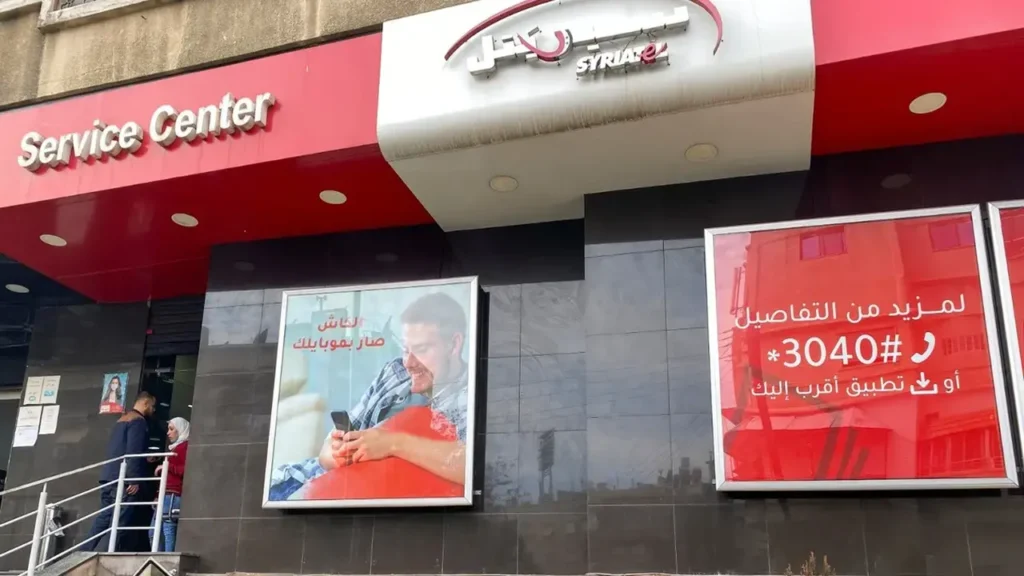 Service Center
سيريتل
SYRIATel
الكاش
صار بموبايلك
لمزيد من التفاصيل
*3040#
أو تطبيق أقرب إليك